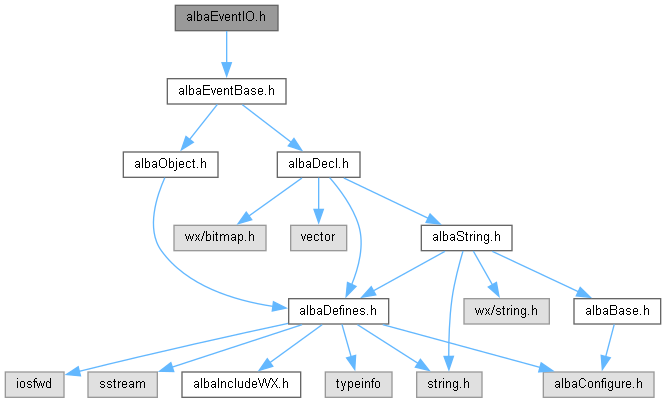 albaEventIO.h
albaEventBase.h
albaObject.h
albaDecl.h
wx/bitmap.h
vector
albaString.h
albaDefines.h
wx/string.h
albaBase.h
iosfwd
sstream
albaIncludeWX.h
typeinfo
string.h
albaConfigure.h